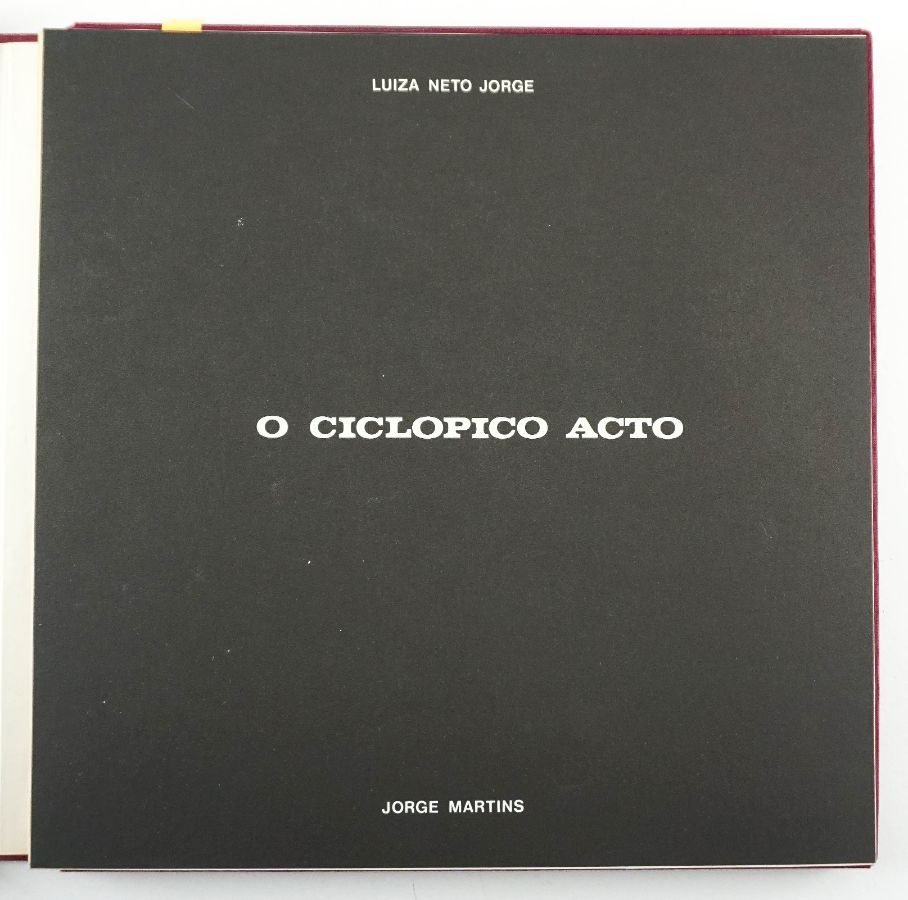 LUIZA NETO JORGE
O CICLOPICO ACTO
JORGE MARTINS